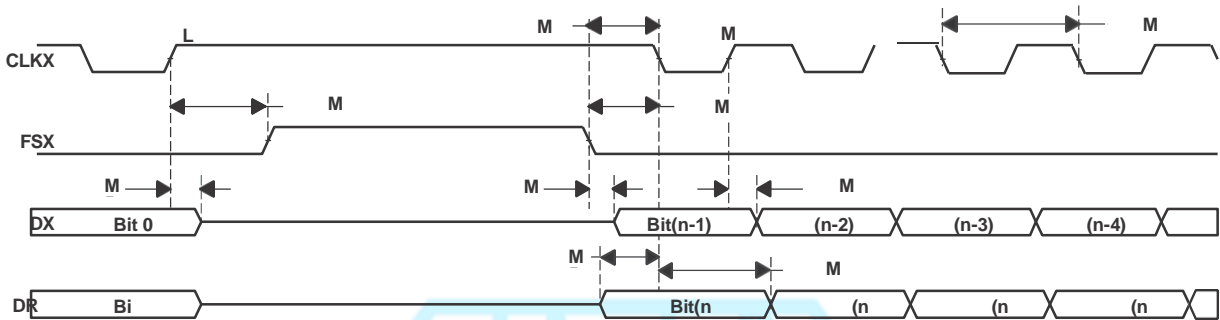 M M M
L
CLKX
M M
FSX
M M M
DX Bit 0 Bit(n-1) (n-2) (n-3) (n-4)
M M
DR Bi Bit(n (n (n (n